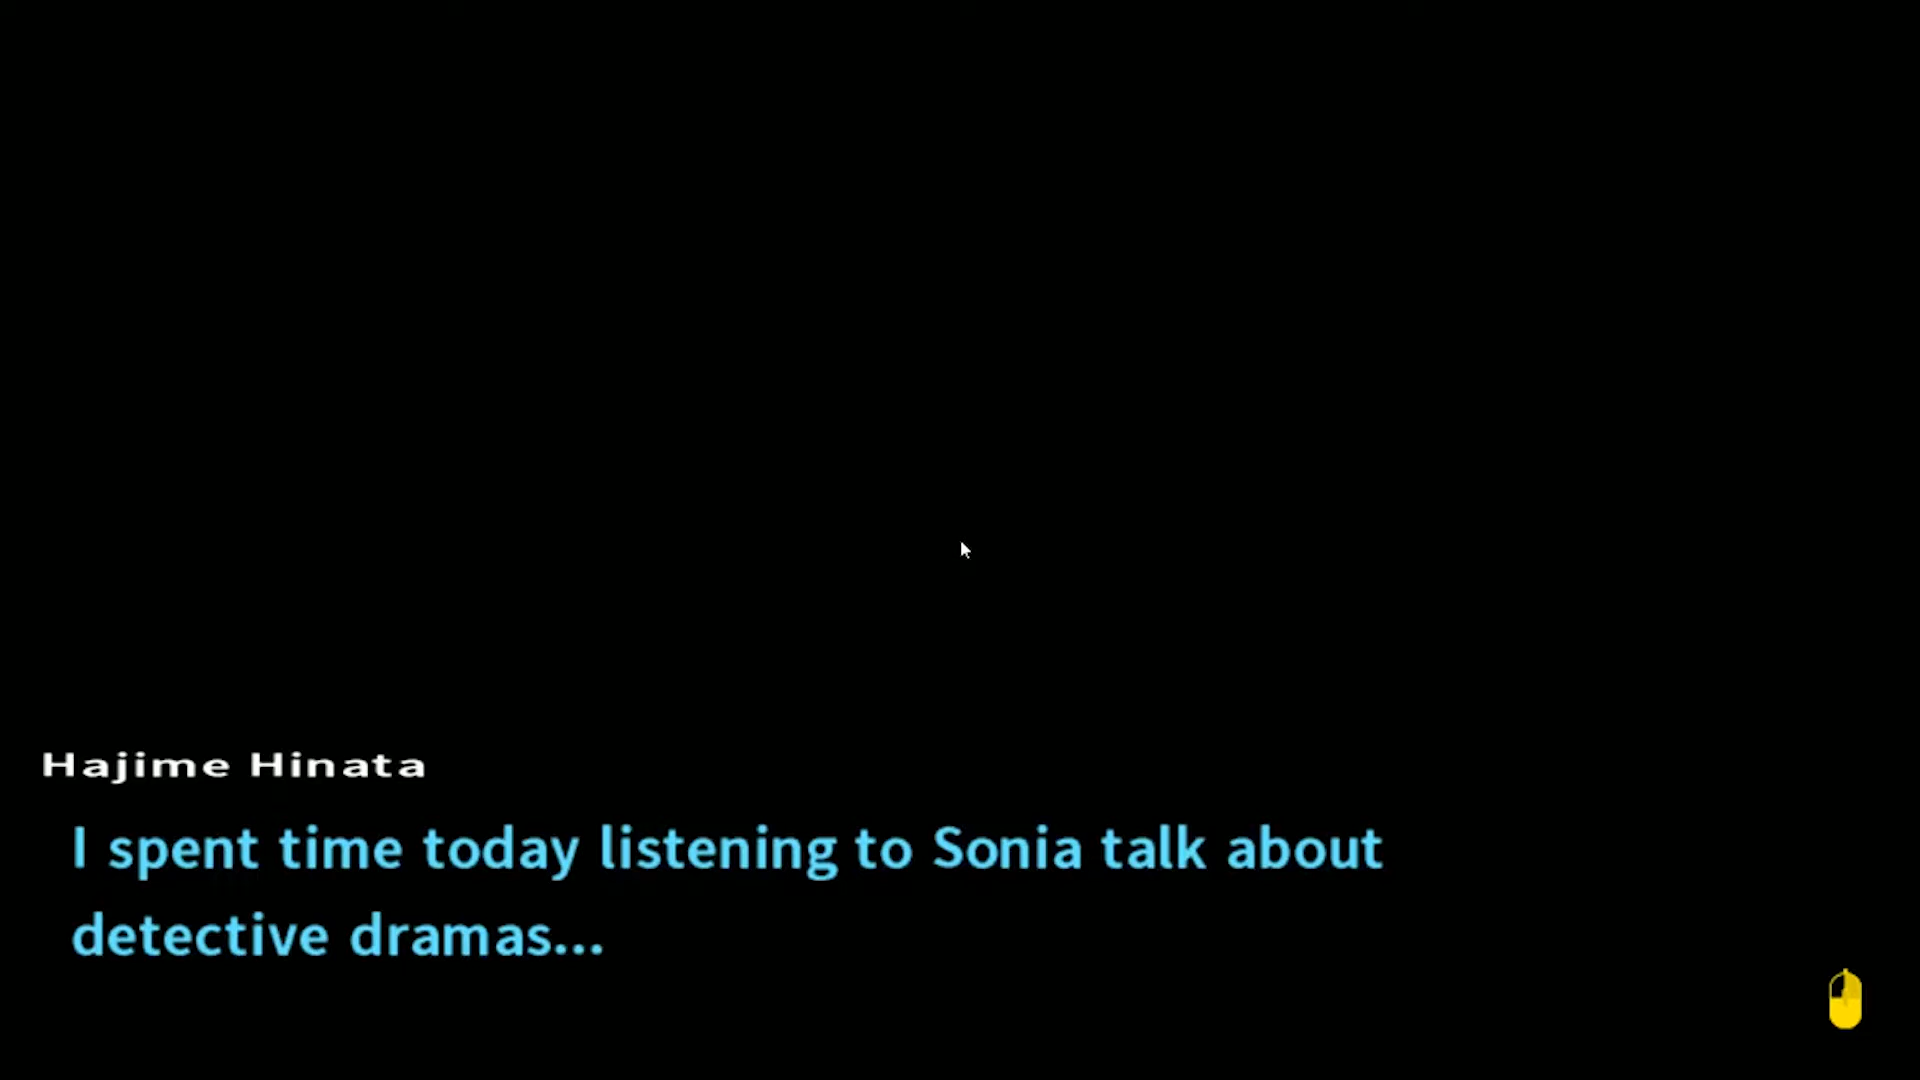 Hajime Hinata
I spent time today listening to Sonia talk about
detective dramas...